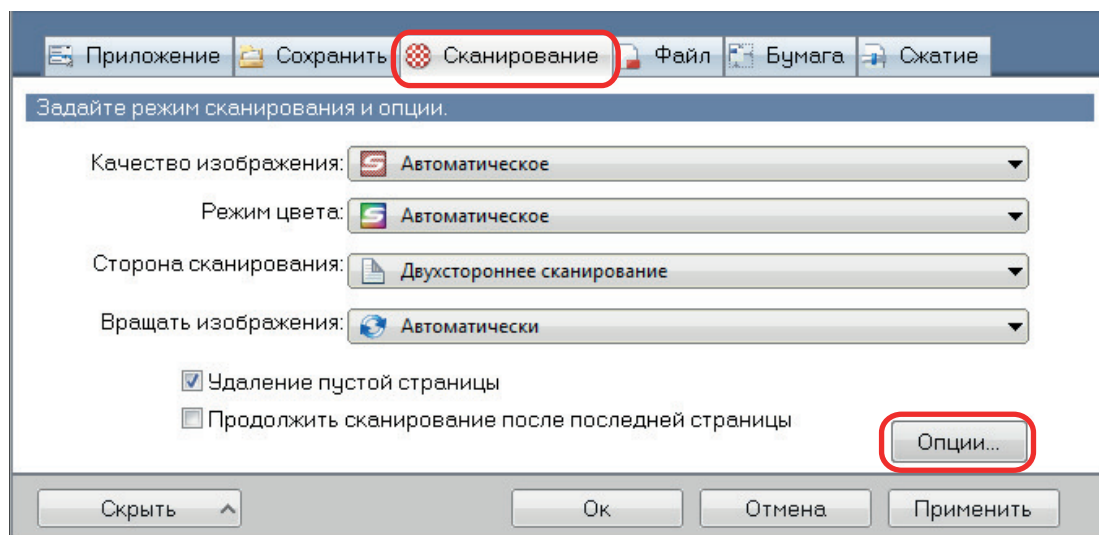 Приложение Сохранить Сканирование Файл Бумага Сжатие
Задайте режим сканирования и опции.
Качество изображения: Автоматическое
Режим цвета: Автоматическое
Сторона сканирования: Двухстороннее сканирование
Вращать изображения: Автоматически
Удаление пустой страницы
Продолжить сканирование после последней страницы
Опции...
Скрыть Ок Отмена Применить